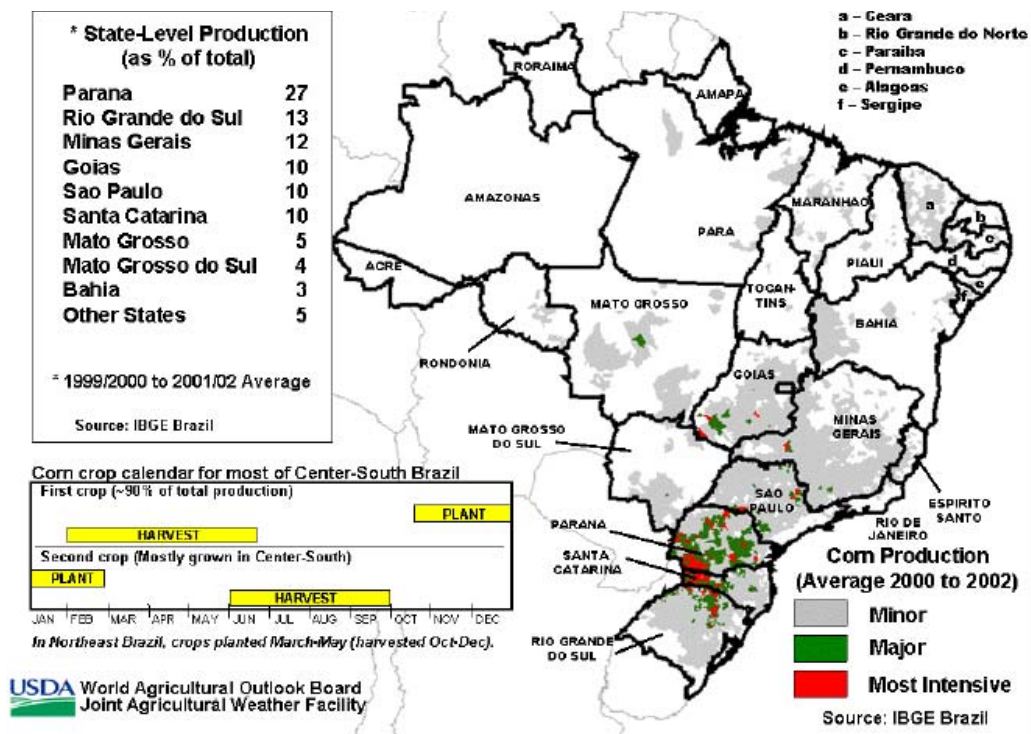 * State-Level Production
(as % of total)
Parana 27
Rio Grande do Sul 13
Minas Gerais 12
Goias 10
Sao Paulo 10
Santa Catarina 10
Mato Grosso 5
Mato Grosso do Sul 4
Bahia 3
Other States 5
* 1999/2000 to 2001/02 Average
Source: IBGE Brazil
a – Ceara
b – Rio Grande do Norte
c – Paraiba
d – Pernambuco
e – Alagoas
f – Sergipe
RORAIMA
AMAPA
AMAZONAS
PARA
MARANHAO
a
b
c
d
e
f
PIAUI
ACRE
TOCAN-
TINS
MATO GROSSO
BAHIA
RONDONIA
GOIAS
MINAS
GERAIS
MATO GROSSO
DO SUL
SAO
PAULO
ESPIRITO
SANTO
RIO DE
JANEIRO
PARANA
SANTA
CATARINA
RIO GRANDE
DO SUL
Corn crop calendar for most of Center-South Brazil
First crop (~90% of total production)
PLANT
HARVEST
Second crop (Mostly grown in Center-South)
PLANT
HARVEST
JAN FEB MAR APR MAY JUN JUL AUG SEP OCT NOV DEC
In Northeast Brazil, crops planted March-May (harvested Oct-Dec).
USDA World Agricultural Outlook Board
Joint Agricultural Weather Facility
Corn Production
(Average 2000 to 2002)
Minor
Major
Most Intensive
Source: IBGE Brazil